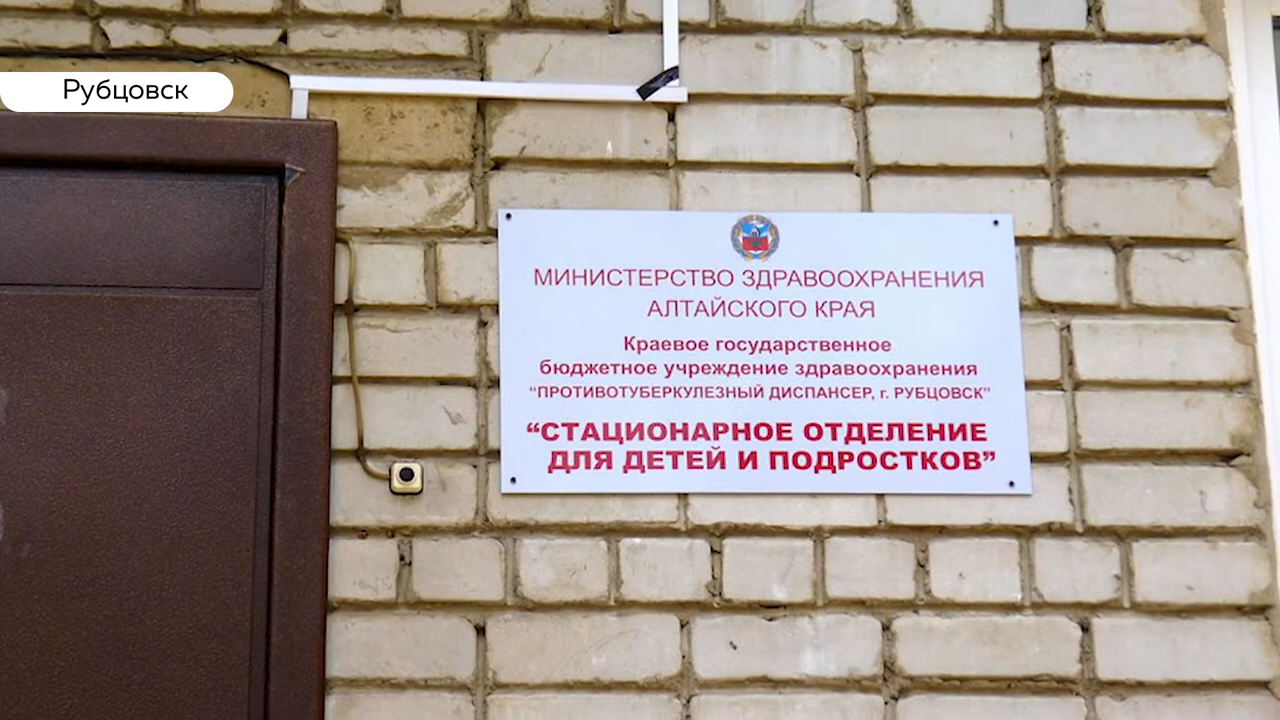 Рубцовск
МИНИСТЕРСТВО ЗДРАВООХРАНЕНИЯ
АЛТАЙСКОГО КРАЯ
Краевое государственное
бюджетное учреждение здравоохранения
“ПРОТИВОТУБЕРКУЛЕЗНЫЙ ДИСПАНСЕР, г. РУБЦОВСК”
“СТАЦИОНАРНОЕ ОТДЕЛЕНИЕ
ДЛЯ ДЕТЕЙ И ПОДРОСТКОВ”